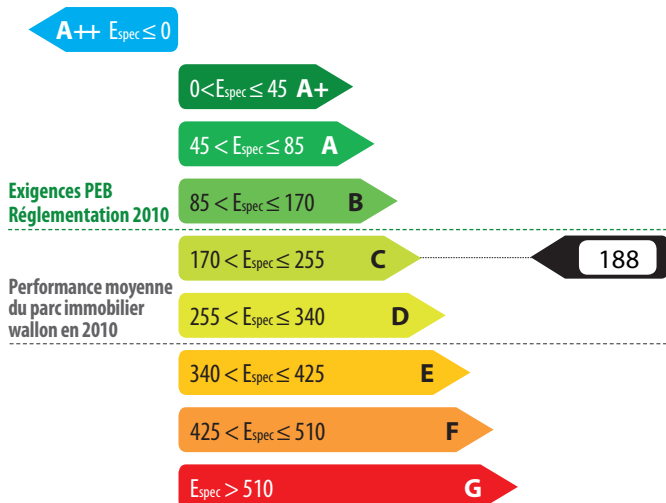 A++ Espec ≤ 0
0 < Espec ≤ 45 A+
45 < Espec ≤ 85 A
Exigences PEB
Réglementation 2010
85 < Espec ≤ 170 B
170 < Espec ≤ 255 C
188
Performance moyenne
du parc immobilier
wallon en 2010
255 < Espec ≤ 340 D
340 < Espec ≤ 425 E
425 < Espec ≤ 510 F
Espec > 510 G